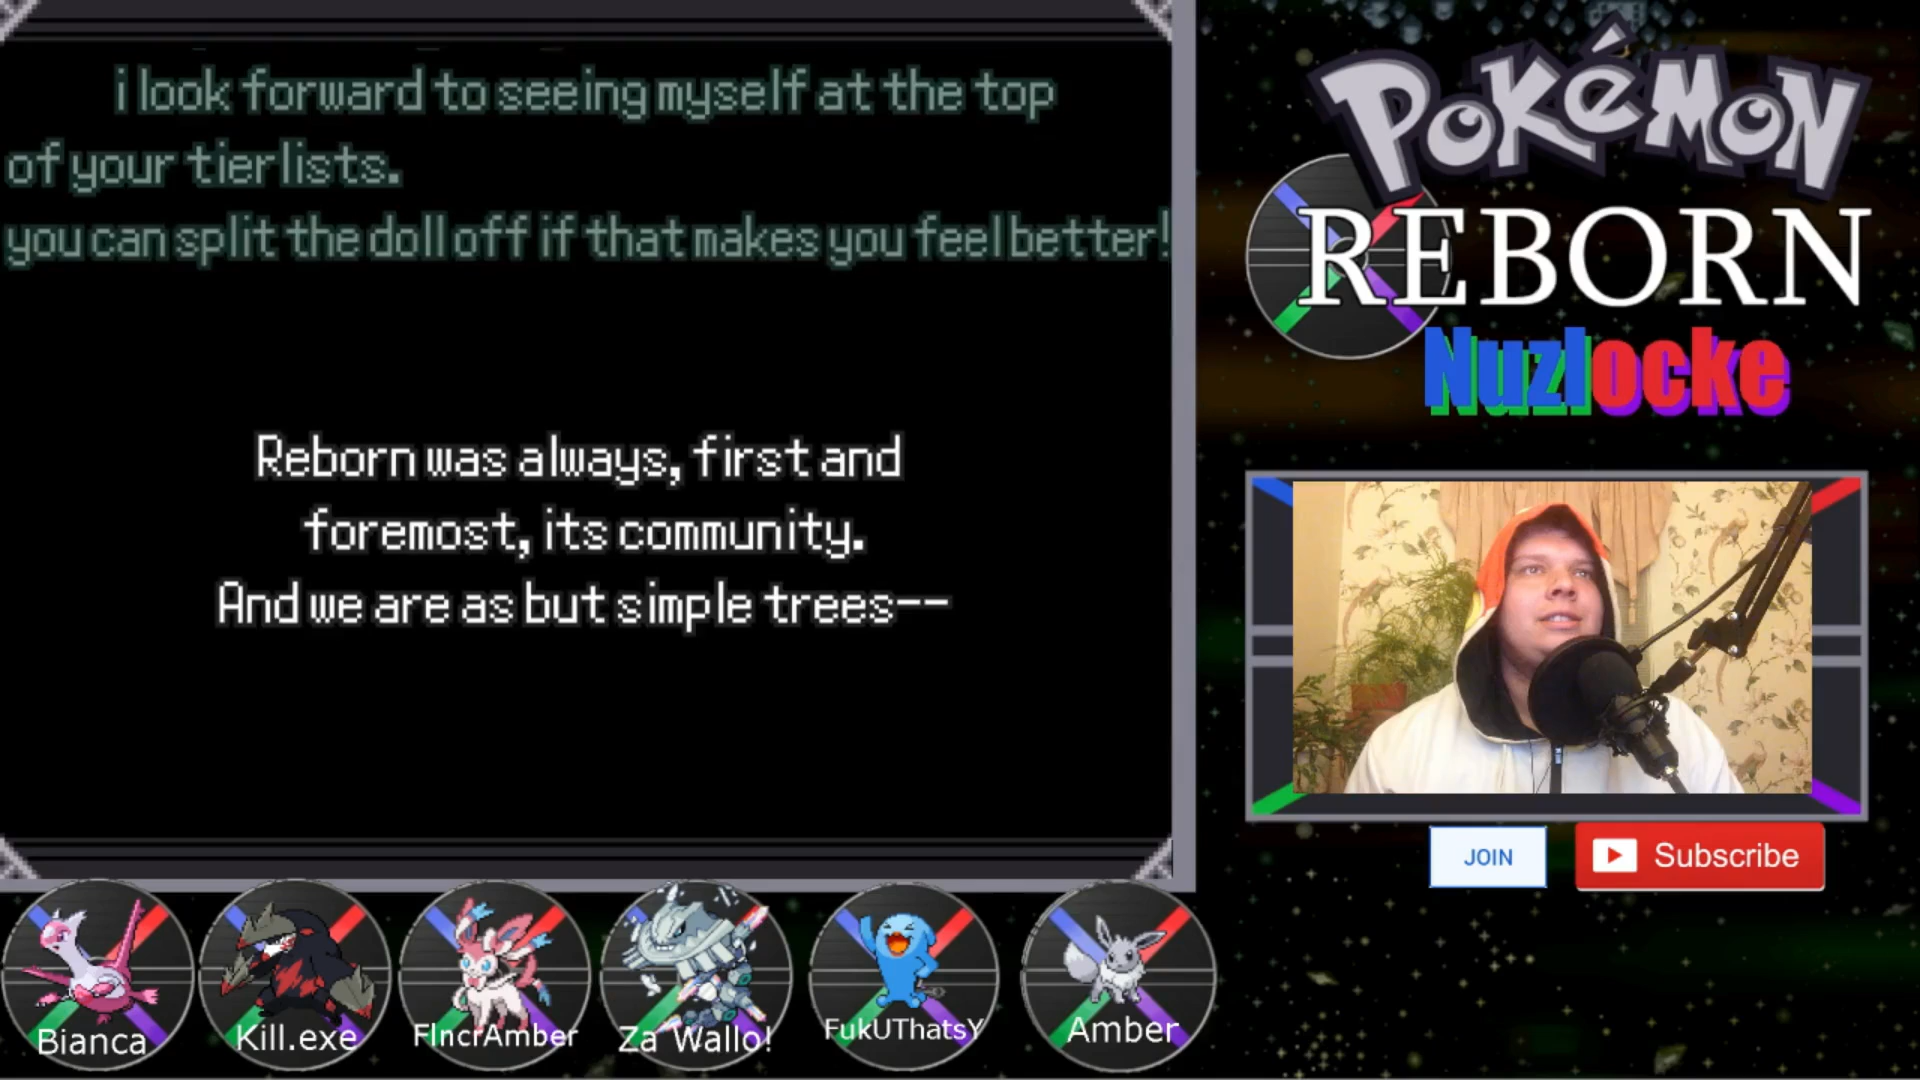 i look forward to seeing myself at the top
of your tier lists.
you can split the doll off if that makes you feel better!
Reborn was always, first and
foremost, its community.
And we are as but simple trees--
POKéMON
REBORN
Nuzlocke
JOIN
Subscribe
Bianca
Kill.exe
FlncrAmber
Za Wallo!
FukUThatsY
Amber